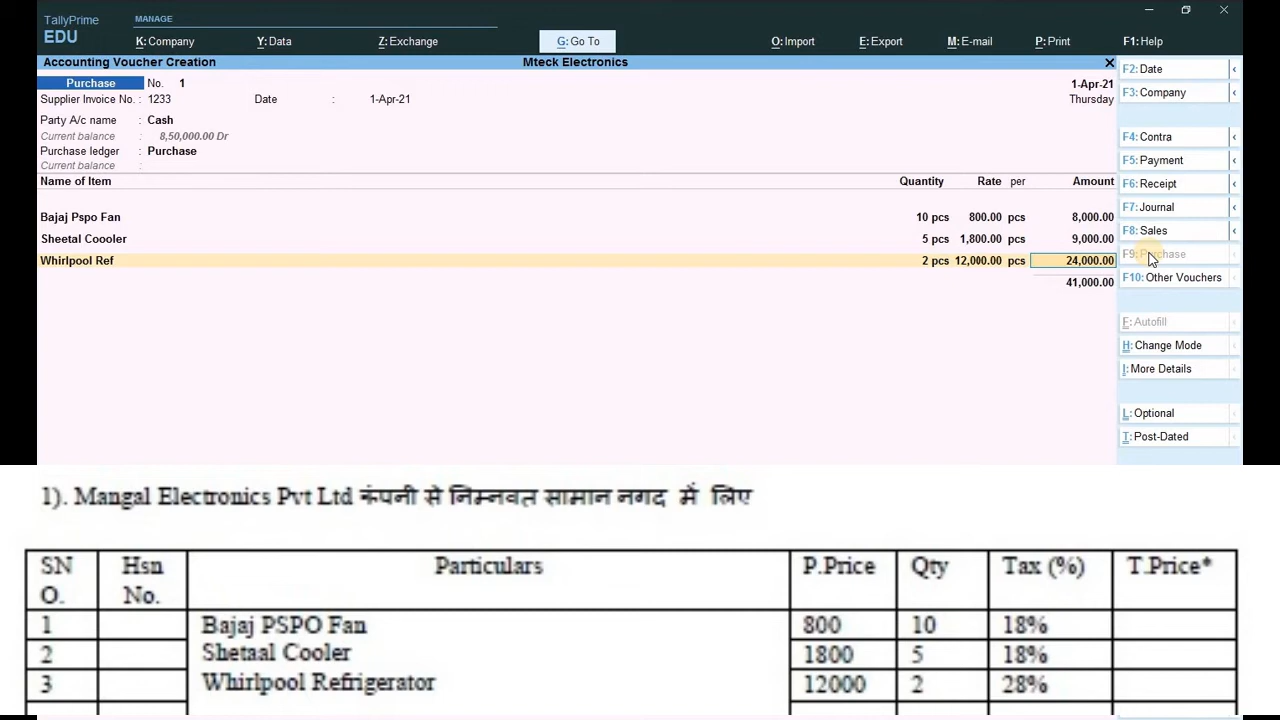 TallyPrime
EDU
MANAGE
K: Company Y: Data Z: Exchange G: Go To O: Import E: Export M: E-mail P: Print F1: Help
Accounting Voucher Creation Mteck Electronics
Purchase No. 1 1-Apr-21
Supplier Invoice No. : 1233 Date : 1-Apr-21 Thursday
Party A/c name : Cash
Current balance : 8,50,000.00 Dr
Purchase ledger : Purchase
Current balance :
Name of Item Quantity Rate per Amount
Bajaj Pspo Fan 10 pcs 800.00 pcs 8,000.00
Sheetal Coooler 5 pcs 1,800.00 pcs 9,000.00
Whirlpool Ref 2 pcs 12,000.00 pcs 24,000.00
41,000.00
F2: Date
F3: Company
F4: Contra
F5: Payment
F6: Receipt
F7: Journal
F8: Sales
F9: Purchase
F10: Other Vouchers
E: Autofill
H: Change Mode
I: More Details
L: Optional
T: Post-Dated
1). Mangal Electronics Pvt Ltd कंपनी से निम्नवत सामान नगद में लिए
SN O. Hsn No. Particulars P.Price Qty Tax (%) T.Price*
1 Bajaj PSPO Fan 800 10 18%
2 Shetaal Cooler 1800 5 18%
3 Whirlpool Refrigerator 12000 2 28%